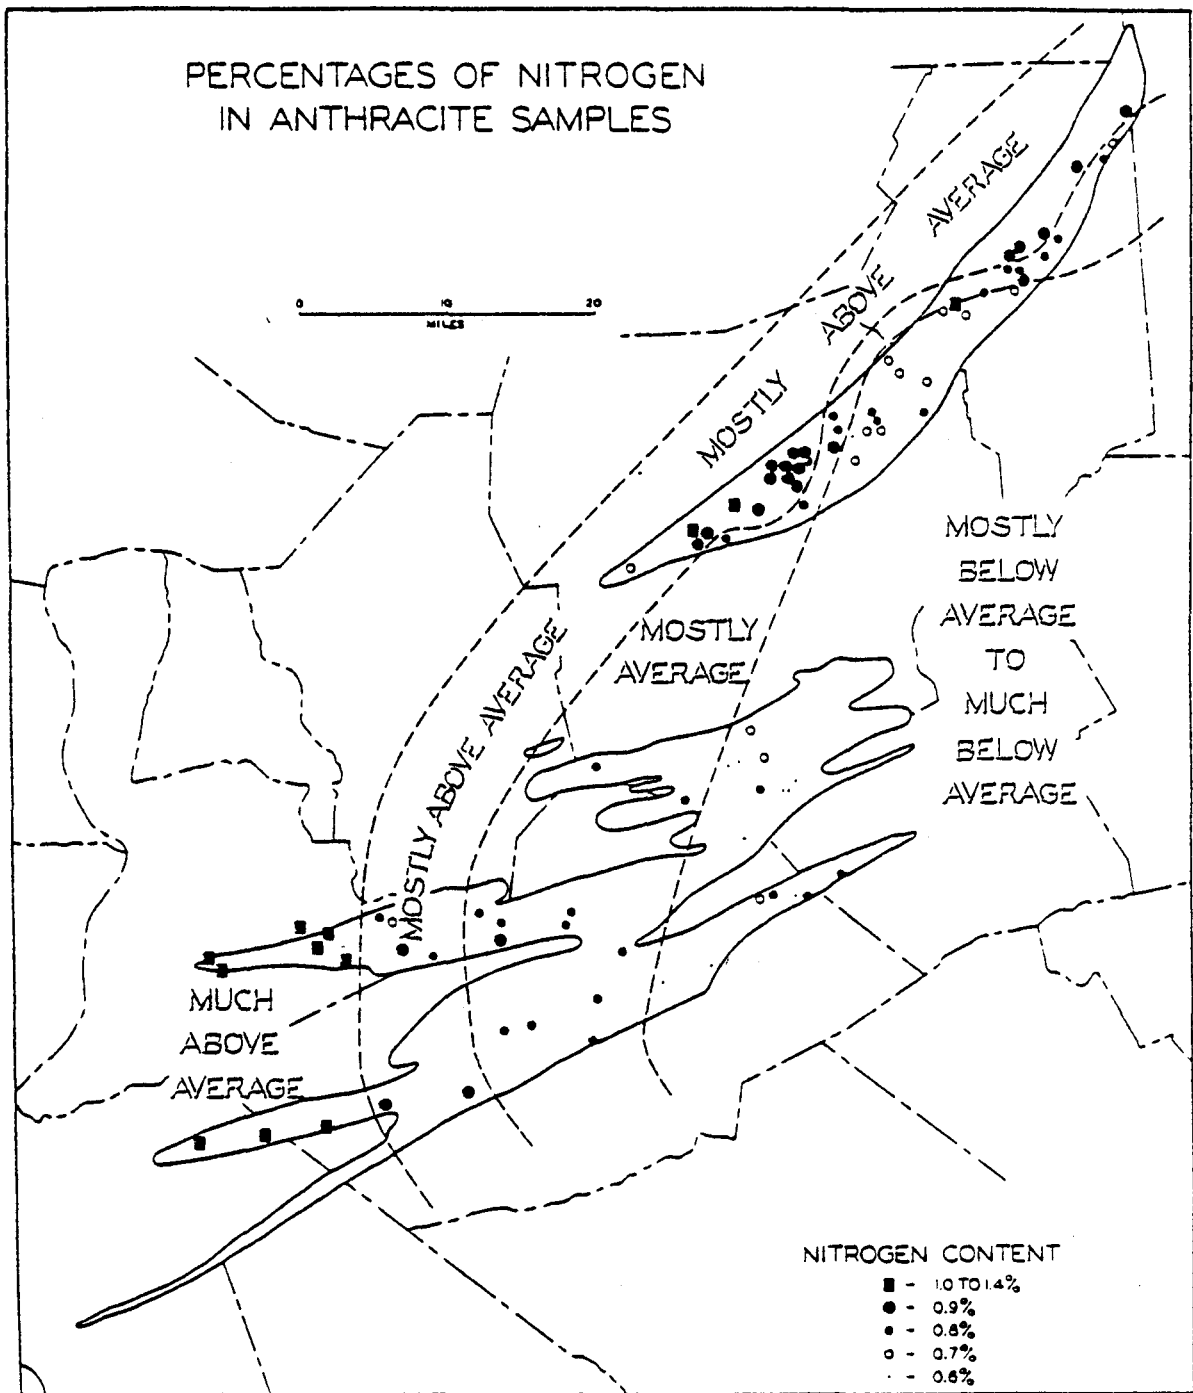 PERCENTAGES OF NITROGEN
IN ANTHRACITE SAMPLES
0 10 20
MILES
MOSTLY ABOVE AVERAGE
MOSTLY ABOVE AVERAGE
MOSTLY
AVERAGE
MOSTLY
BELOW
AVERAGE
TO
MUCH
BELOW
AVERAGE
MUCH
ABOVE
AVERAGE
NITROGEN CONTENT
- 1.0 TO 1.4%
- 0.9%
- 0.8%
- 0.7%
- 0.6%